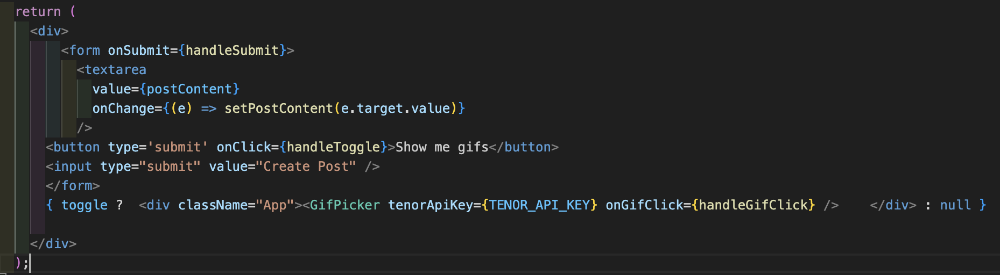 return (
<div>
<form onSubmit={handleSubmit}>
<textarea
value={postContent}
onChange={(e) => setPostContent(e.target.value)}
/>
<button type='submit' onClick={handleToggle}>Show me gifs</button>
<input type="submit" value="Create Post" />
</form>
{ toggle ?  <div className="App"><GifPicker tenorApiKey={TENOR_API_KEY} onGifClick={handleGifClick} />    </div> : null }
</div>
);